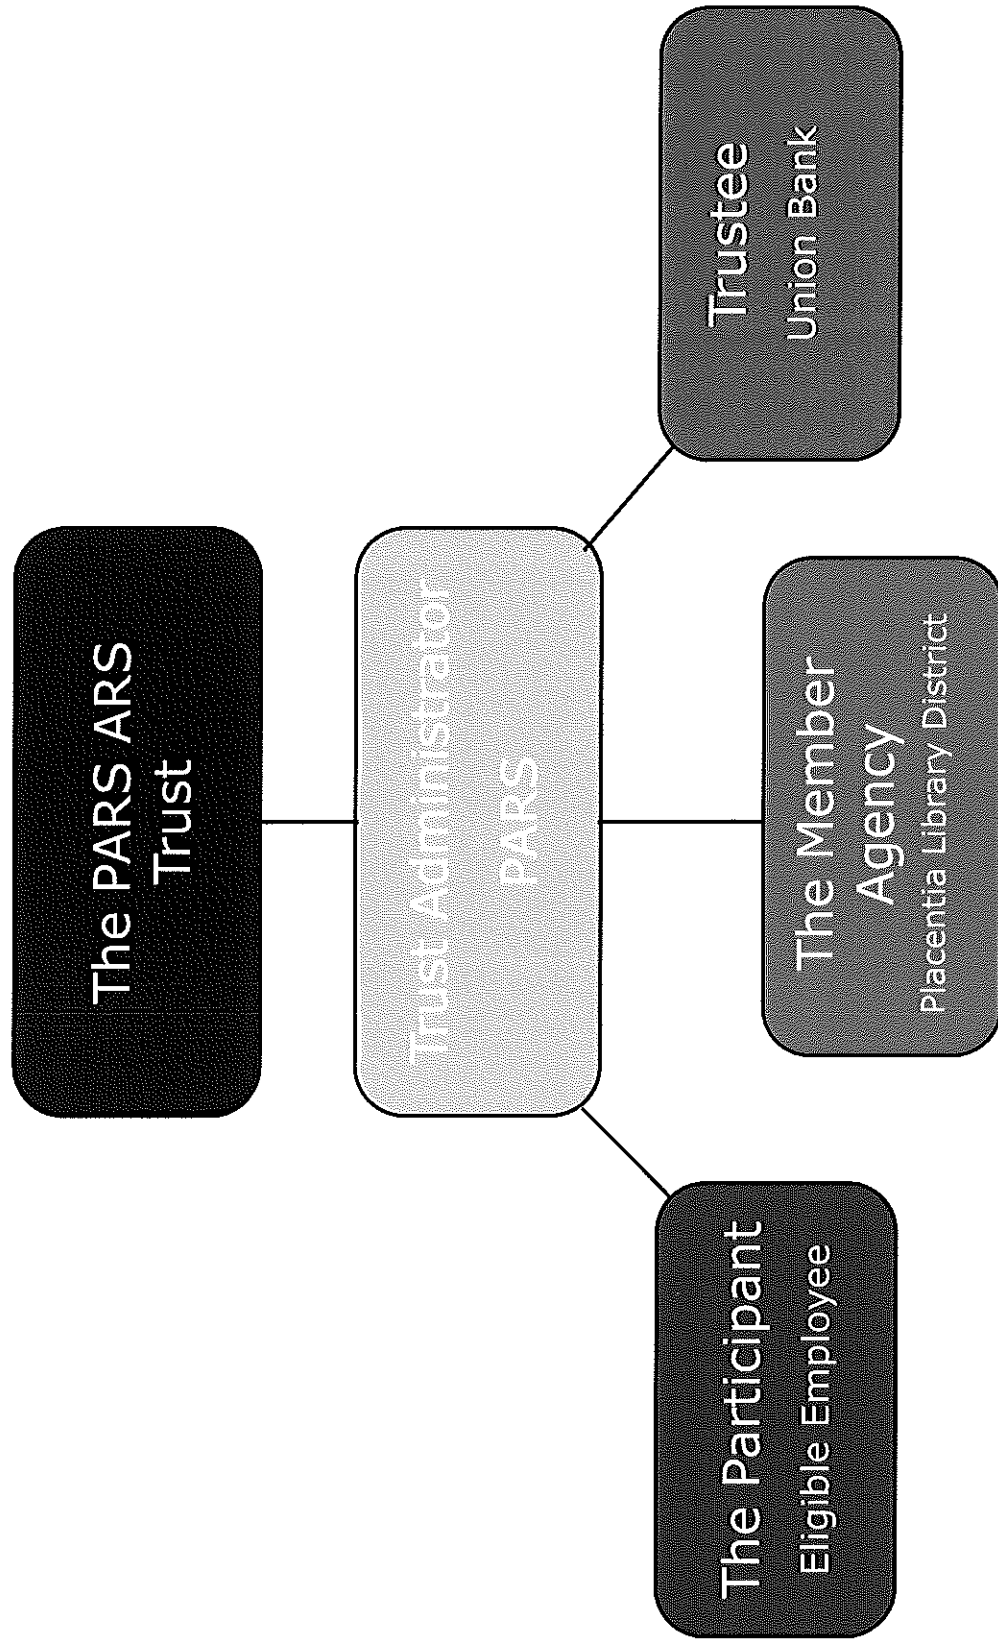 The PARS ARS
Trust
Trust Administrator
PARS
The Participant
Eligible Employee
The Member
Agency
Placentia Library District
Trustee
Union Bank